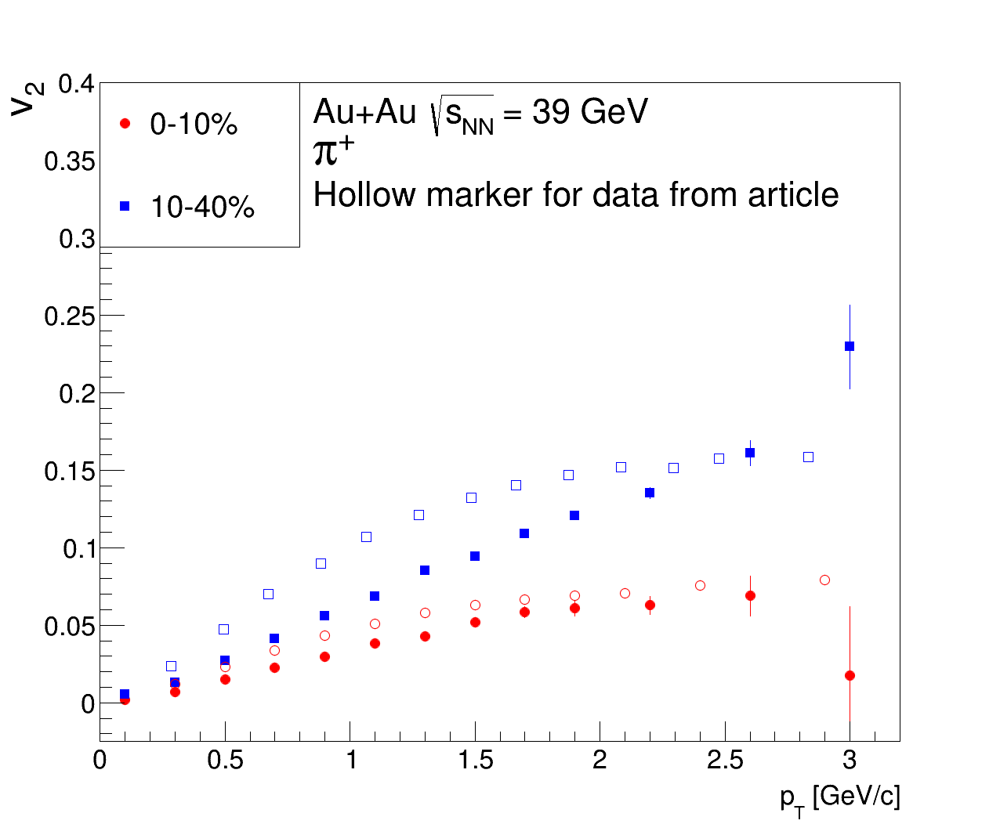 v2
0.4
0.35
0.3
0.25
0.2
0.15
0.1
0.05
0
0-10%
10-40%
Au+Au √sNN = 39 GeV
π+
Hollow marker for data from article
0 0.5 1 1.5 2 2.5 3
pT [GeV/c]